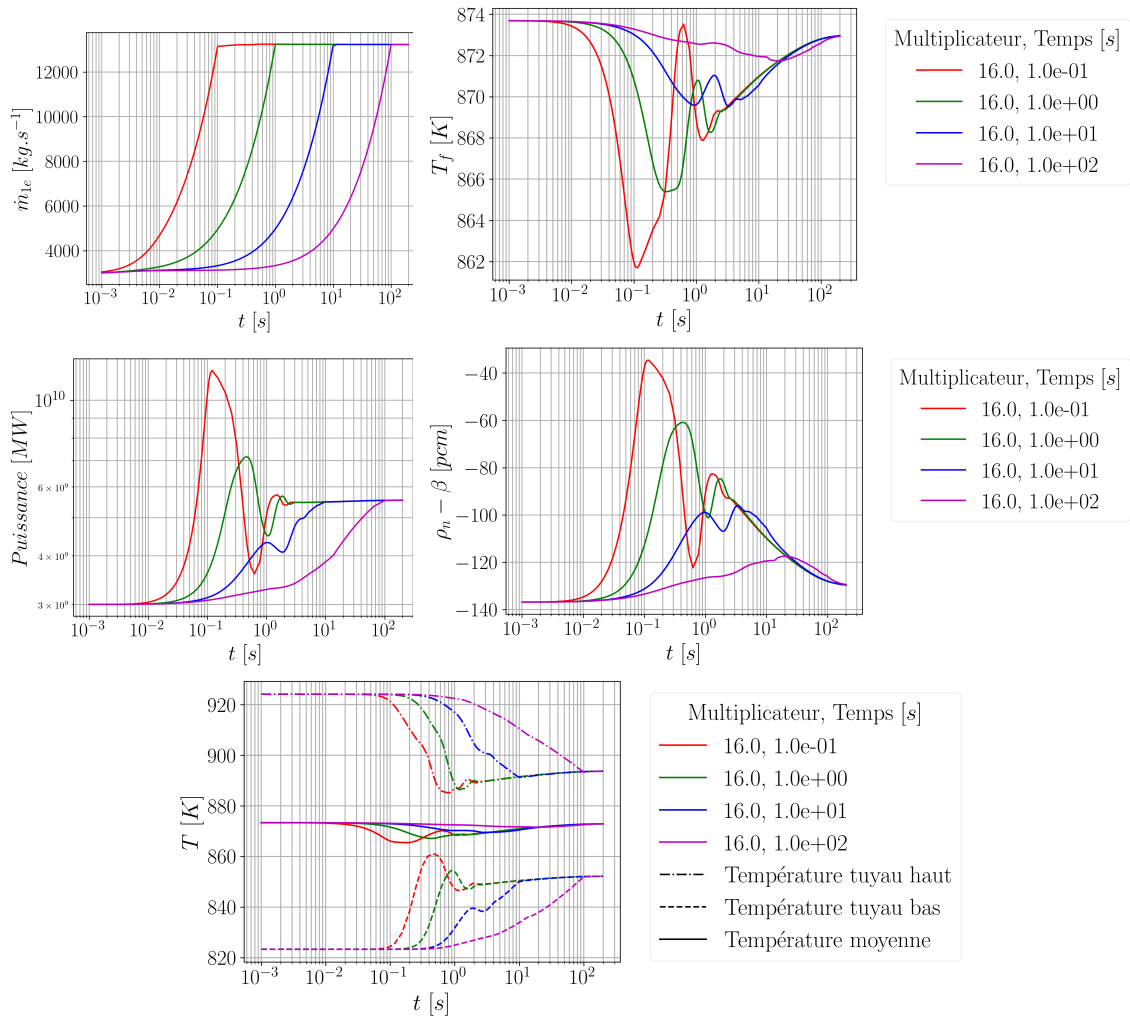 12000
10000
8000
6000
4000
ṁ₁ₑ [kg.s⁻¹]
10⁻³ 10⁻² 10⁻¹ 10⁰ 10¹ 10²
t [s]
874
872
870
868
866
864
862
T_f [K]
10⁻³ 10⁻² 10⁻¹ 10⁰ 10¹ 10²
t [s]
Multiplicateur, Temps [s]
16.0, 1.0e-01
16.0, 1.0e+00
16.0, 1.0e+01
16.0, 1.0e+02
10¹⁰
6 × 10⁹
4 × 10⁹
3 × 10⁹
Puissance [MW]
10⁻³ 10⁻² 10⁻¹ 10⁰ 10¹ 10²
t [s]
−40
−60
−80
−100
−120
−140
ρₙ − β [pcm]
10⁻³ 10⁻² 10⁻¹ 10⁰ 10¹ 10²
t [s]
Multiplicateur, Temps [s]
16.0, 1.0e-01
16.0, 1.0e+00
16.0, 1.0e+01
16.0, 1.0e+02
920
900
880
860
840
820
T [K]
10⁻³ 10⁻² 10⁻¹ 10⁰ 10¹ 10²
t [s]
Multiplicateur, Temps [s]
16.0, 1.0e-01
16.0, 1.0e+00
16.0, 1.0e+01
16.0, 1.0e+02
Température tuyau haut
Température tuyau bas
Température moyenne